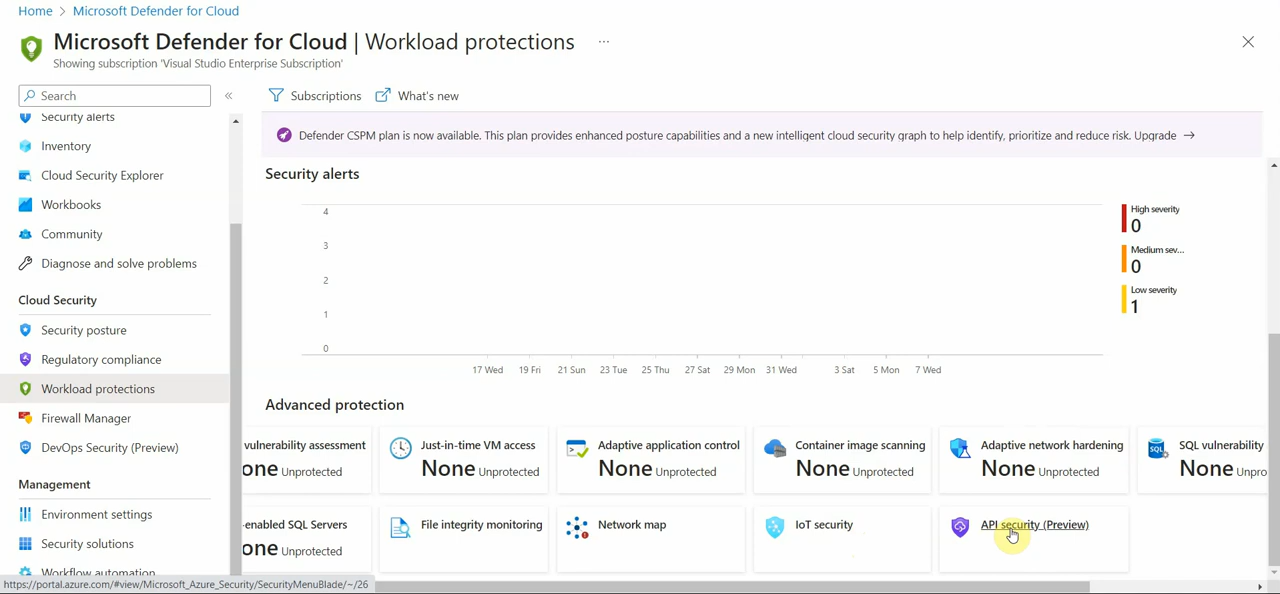 Home > Microsoft Defender for Cloud
Microsoft Defender for Cloud | Workload protections ...
Showing subscription 'Visual Studio Enterprise Subscription'
Search «
Subscriptions What's new
Security alerts
Inventory
Cloud Security Explorer
Workbooks
Community
Diagnose and solve problems
Cloud Security
Security posture
Regulatory compliance
Workload protections
Firewall Manager
DevOps Security (Preview)
Management
Environment settings
Security solutions
Workflow automation
Defender CSPM plan is now available. This plan provides enhanced posture capabilities and a new intelligent cloud security graph to help identify, prioritize and reduce risk. Upgrade →
Security alerts
4
3
2
1
0
17 Wed 19 Fri 21 Sun 23 Tue 25 Thu 27 Sat 29 Mon 31 Wed 3 Sat 5 Mon 7 Wed
High severity
0
Medium sev...
0
Low severity
1
Advanced protection
vulnerability assessment
one Unprotected
Just-in-time VM access
None Unprotected
Adaptive application control
None Unprotected
Container image scanning
None Unprotected
Adaptive network hardening
None Unprotected
SQL
SQL vulnerability
None Unpro
-enabled SQL Servers
one Unprotected
File integrity monitoring
Network map
IoT security
API security (Preview)
https://portal.azure.com/#view/Microsoft_Azure_Security/SecurityMenuBlade/~/26